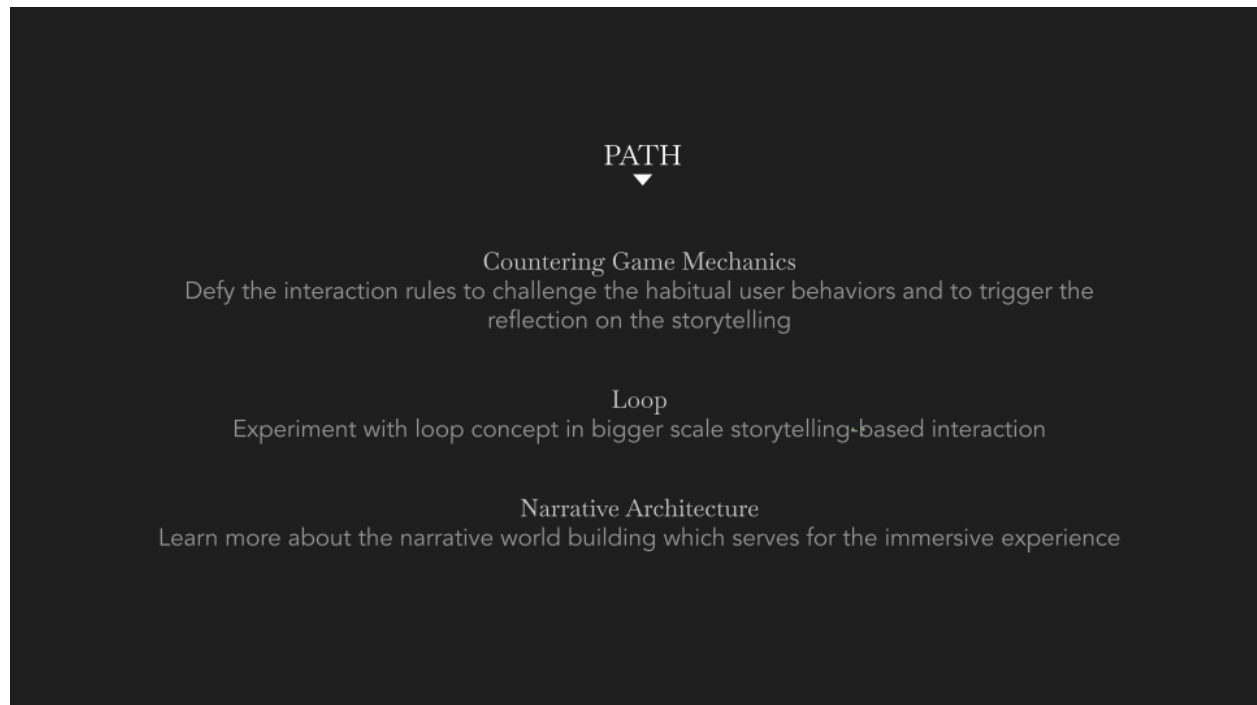 PATH
Countering Game Mechanics
Defy the interaction rules to challenge the habitual user behaviors and to trigger the
reflection on the storytelling
Loop
Experiment with loop concept in bigger scale storytelling-based interaction
Narrative Architecture
Learn more about the narrative world building which serves for the immersive experience